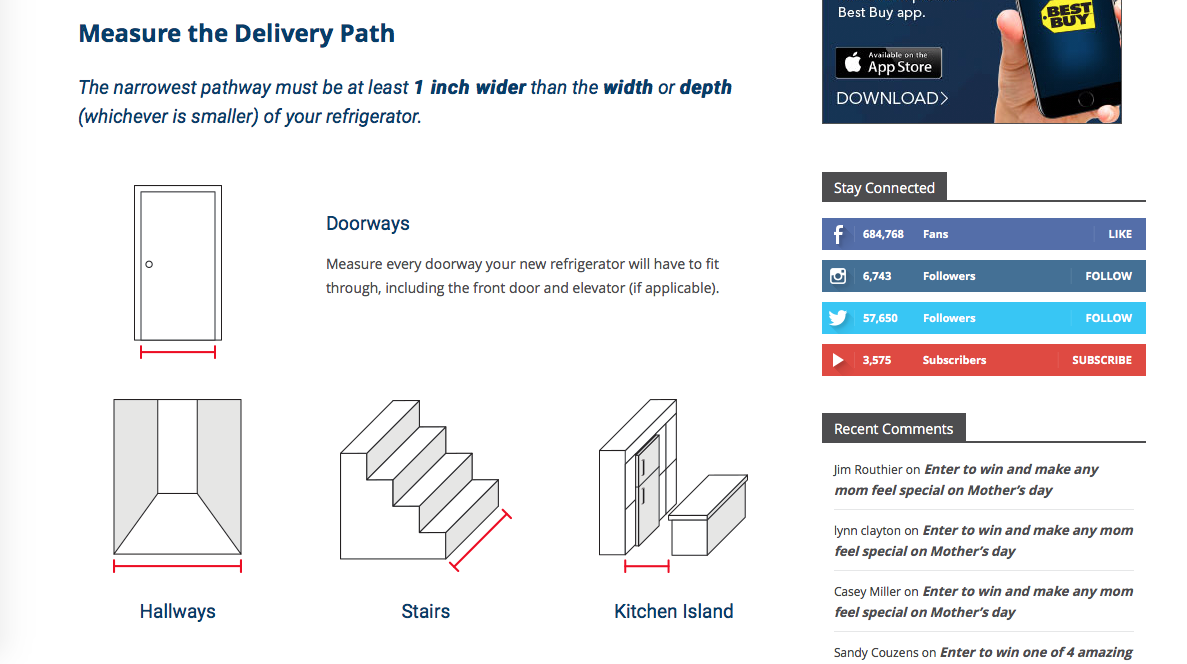 Measure the Delivery Path
The narrowest pathway must be at least 1 inch wider than the width or depth
(whichever is smaller) of your refrigerator.
Doorways
Measure every doorway your new refrigerator will have to fit
through, including the front door and elevator (if applicable).
Hallways
Stairs
Kitchen Island
Best Buy app.
BEST
BUY
Available on the
App Store
DOWNLOAD
Stay Connected
684,768 Fans LIKE
6,743 Followers FOLLOW
57,650 Followers FOLLOW
3,575 Subscribers SUBSCRIBE
Recent Comments
Jim Routhier on Enter to win and make any
mom feel special on Mother's day
lynn clayton on Enter to win and make any mom
feel special on Mother's day
Casey Miller on Enter to win and make any mom
feel special on Mother's day
Sandy Couzens on Enter to win one of 4 amazing